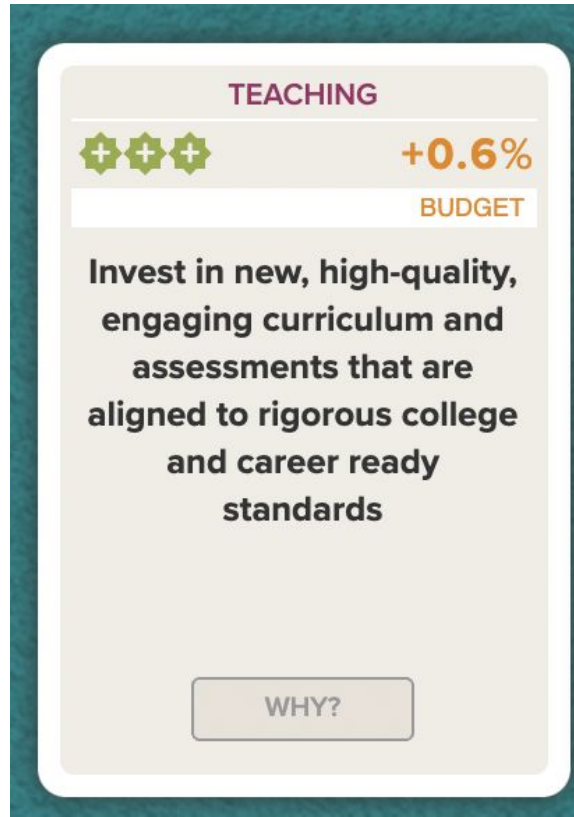 TEACHING
+++ +0.6%
BUDGET
Invest in new, high-quality,
engaging curriculum and
assessments that are
aligned to rigorous college
and career ready
standards
WHY?